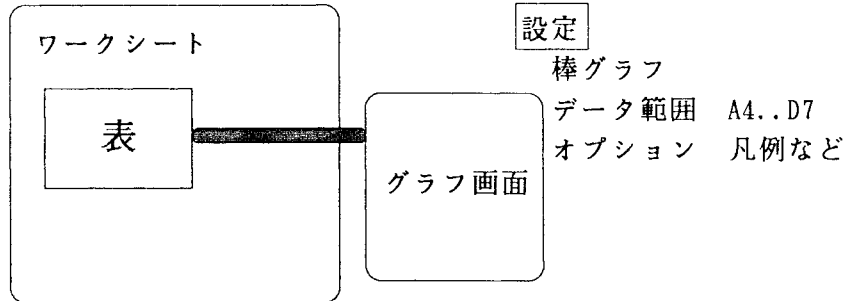 ワークシート
表
グラフ画面
設定
棒グラフ
データ範囲 A4..D7
オプション 凡例など